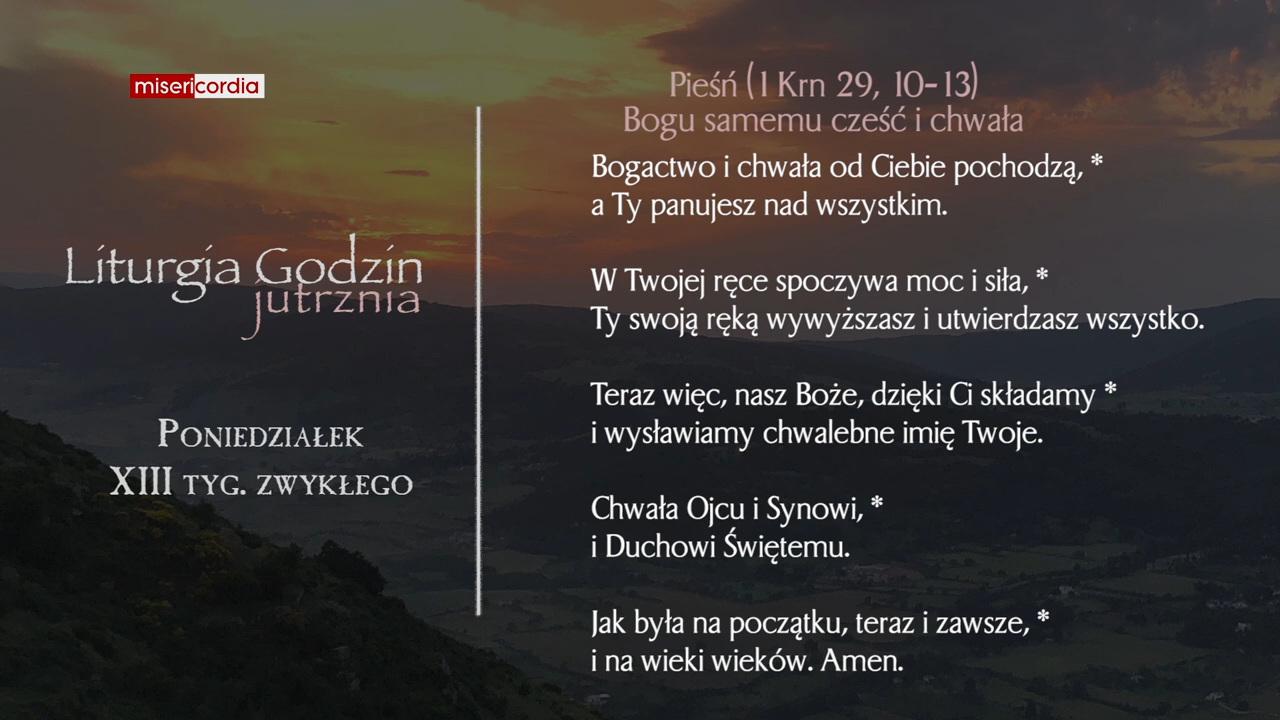 misericordia
Liturgia Godzin
jutrznia
Poniedziałek
XIII tyg. zwykłego
Pieśń (1 Krn 29, 10-13)
Bogu samemu cześć i chwała
Bogactwo i chwała od Ciebie pochodzą, *
a Ty panujesz nad wszystkim.
W Twojej ręce spoczywa moc i siła, *
Ty swoją ręką wywyższasz i utwierdzasz wszystko.
Teraz więc, nasz Boże, dzięki Ci składamy *
i wysławiamy chwalebne imię Twoje.
Chwała Ojcu i Synowi, *
i Duchowi Świętemu.
Jak była na początku, teraz i zawsze, *
i na wieki wieków. Amen.